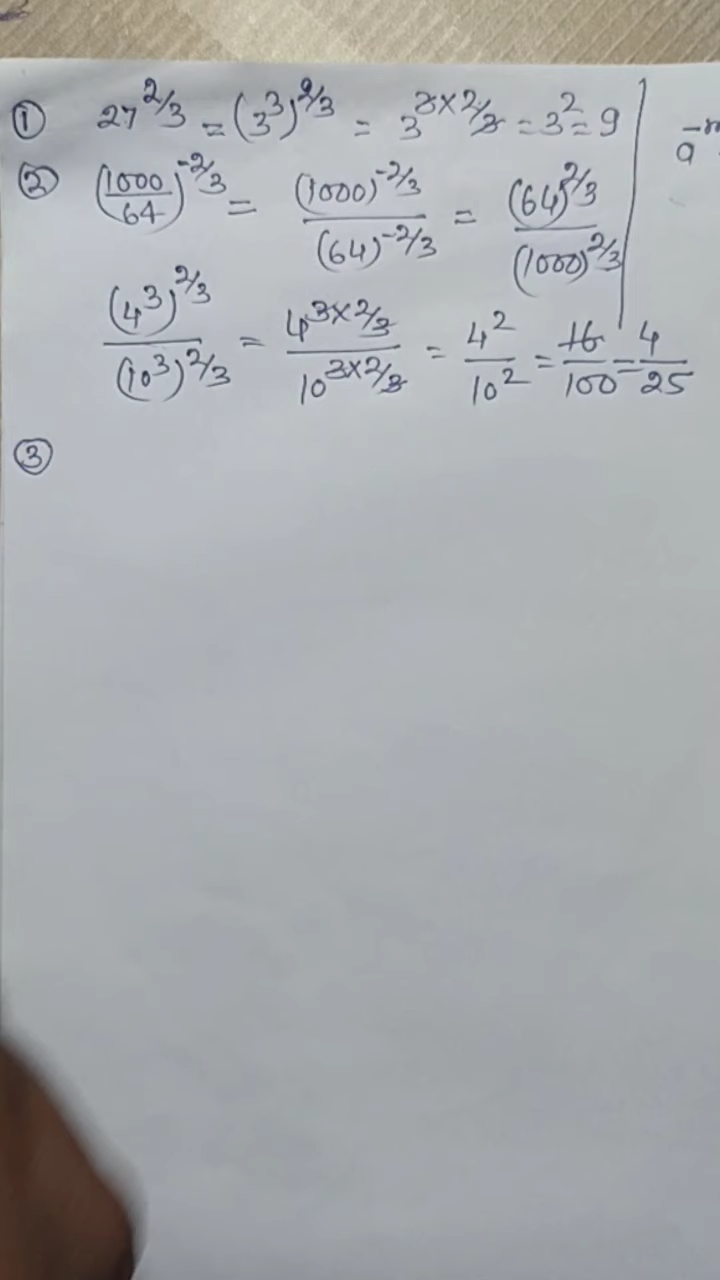 ① 27^{2/3} = (3^3)^{2/3} = 3^{3×2/3} = 3^2 = 9
a^{-m
② (1000/64)^{-2/3} = (1000)^{-2/3}/(64)^{-2/3} = (64)^{2/3}/(1000)^{2/3}
(4^3)^{2/3}/(10^3)^{2/3} = 4^{3×2/3}/10^{3×2/3} = 4^2/10^2 = 16/100 = 4/25
③